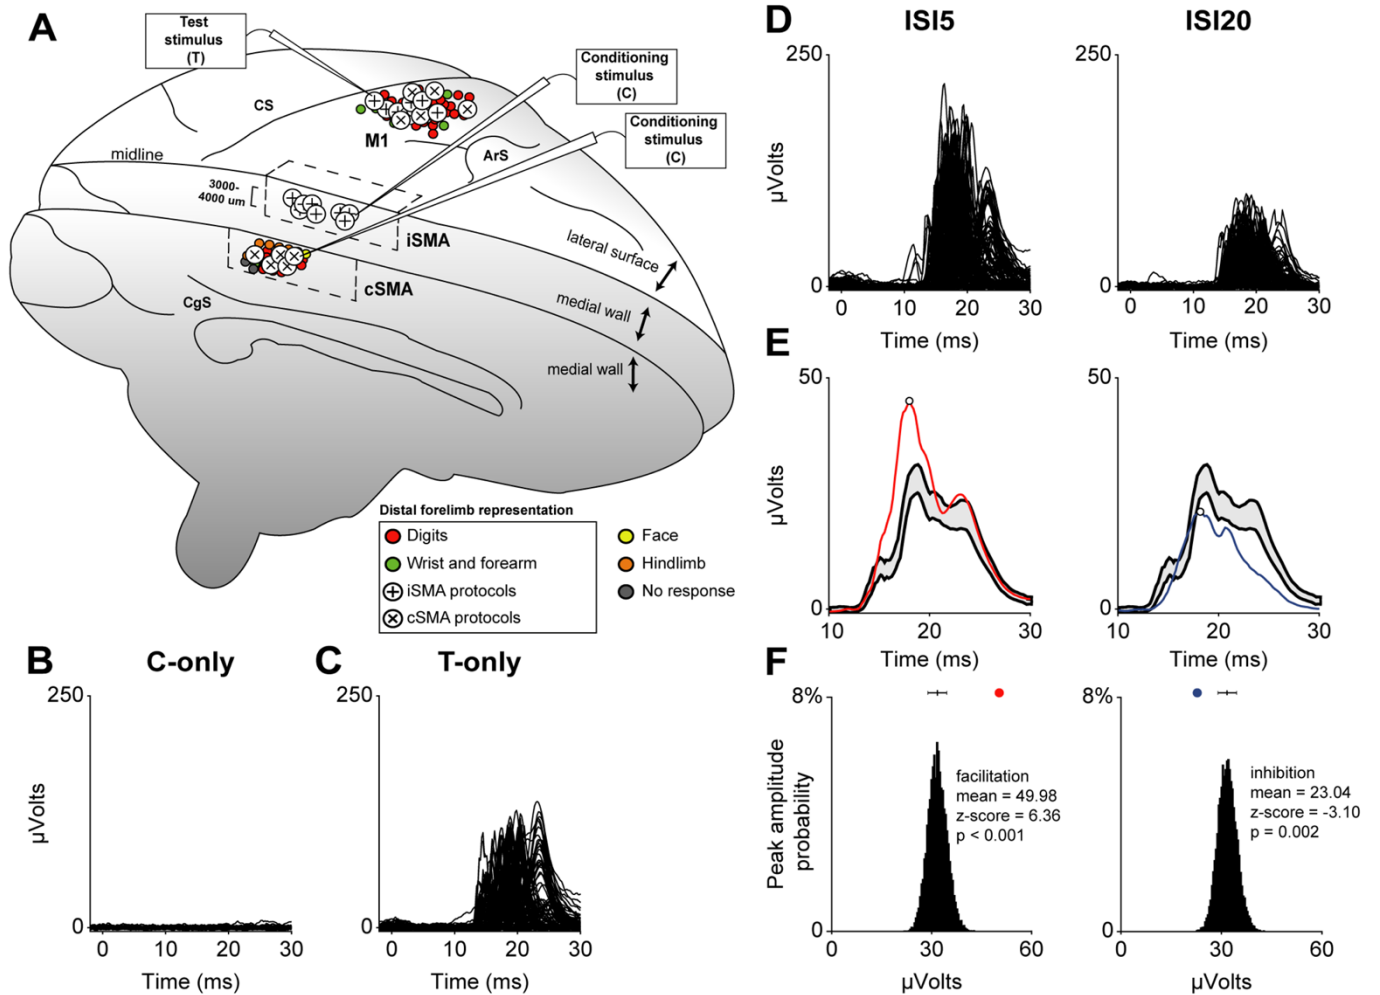 A
Test
stimulus
(T)
Conditioning
stimulus
(C)
Conditioning
stimulus
(C)
CS
M1
ArS
midline
3000-
4000 um
iSMA
cSMA
CgS
lateral surface
medial wall
medial wall
Distal forelimb representation
Digits
Wrist and forearm
iSMA protocols
cSMA protocols
Face
Hindlimb
No response
B
C-only
250
µVolts
0
0 10 20 30
Time (ms)
C
T-only
250
0
0 10 20 30
Time (ms)
D
ISI5
250
µVolts
0
0 10 20 30
Time (ms)
ISI20
250
0
0 10 20 30
Time (ms)
E
50
µVolts
0
10 20 30
Time (ms)
50
0
10 20 30
Time (ms)
F
8%
Peak amplitude
probability
facilitation
mean = 49.98
z-score = 6.36
p < 0.001
0
0 30 60
µVolts
8%
inhibition
mean = 23.04
z-score = -3.10
p = 0.002
0
0 30 60
µVolts